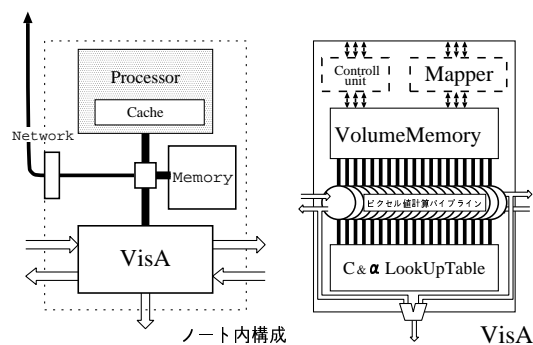 Processor
Cache
Network
Memory
VisA
ノート内構成
Controll
unit
Mapper
VolumeMemory
ピクセル値計算パイプライン
C & α LookUpTable
VisA